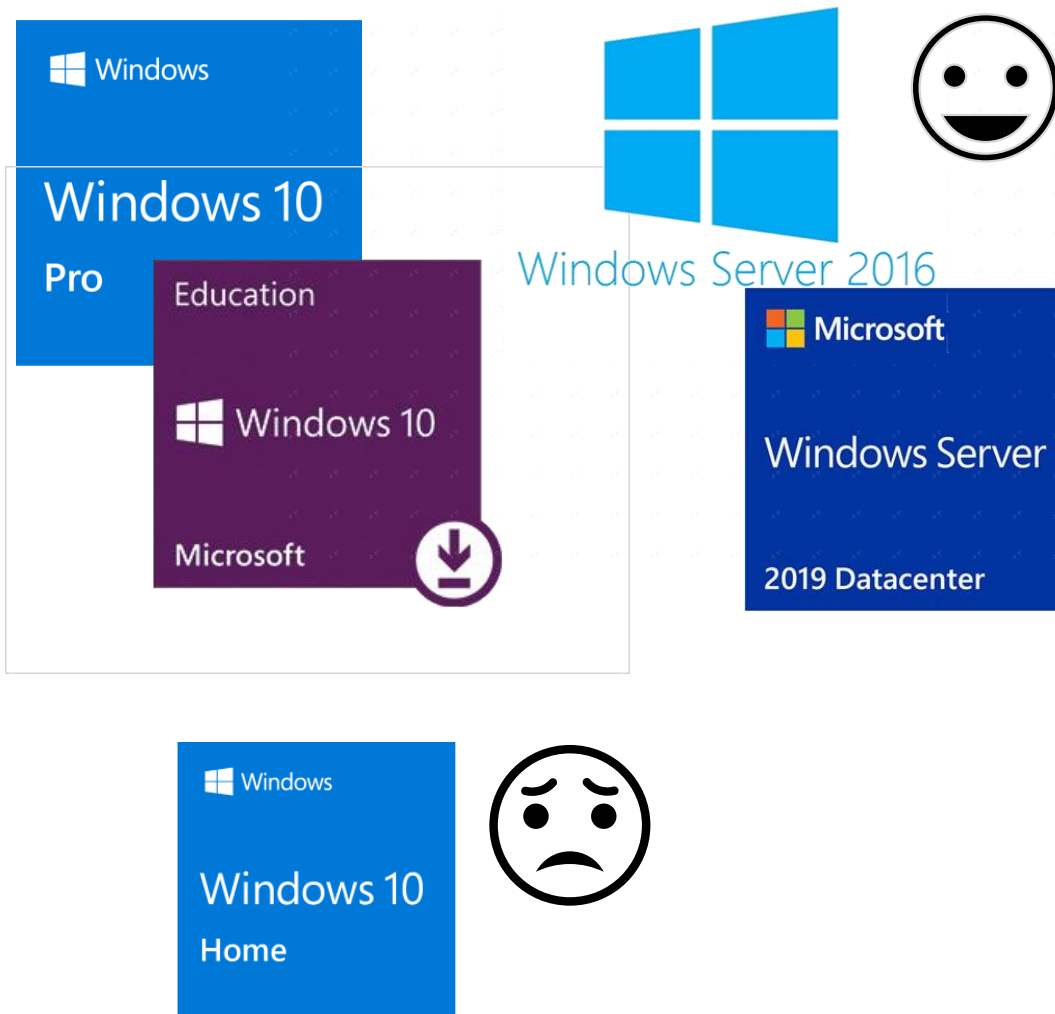 Windows
Windows 10
Pro
Education
Windows 10
Microsoft
Windows Server 2016
Microsoft
Windows Server
2019 Datacenter
Windows
Windows 10
Home